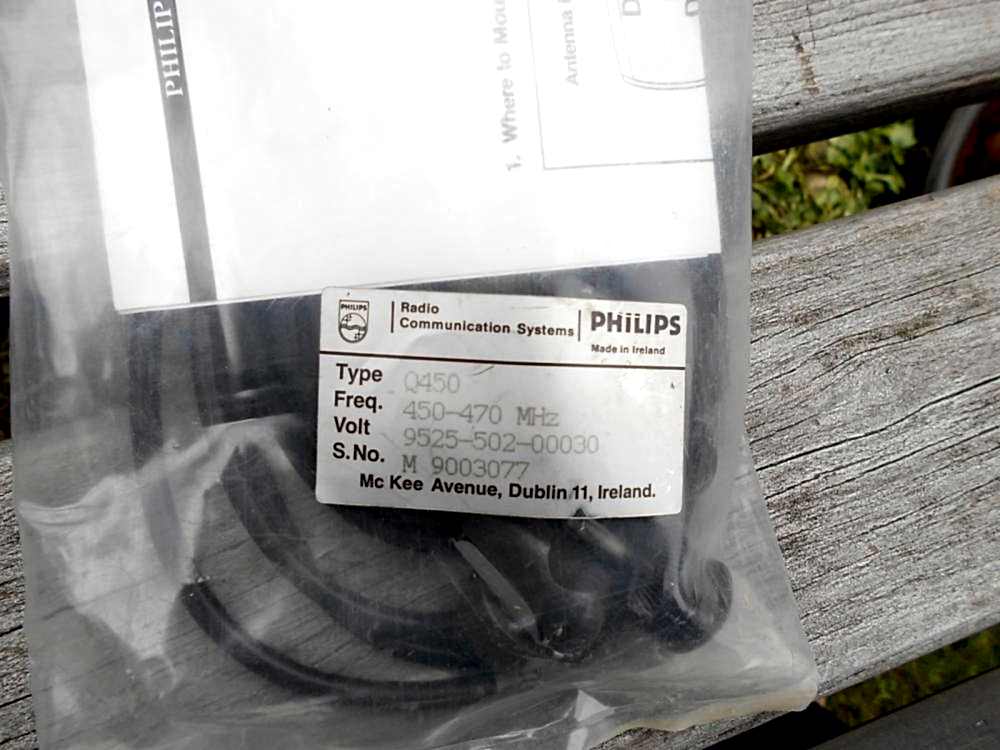 PHILIP
1. Where to Mou
Antenna
PHILIPS
Radio
Communication Systems
PHILIPS
Made in Ireland
Type Q450
Freq. 450-470 MHz
Volt 9525-502-00030
S.No. M 9003077
Mc Kee Avenue, Dublin 11, Ireland.